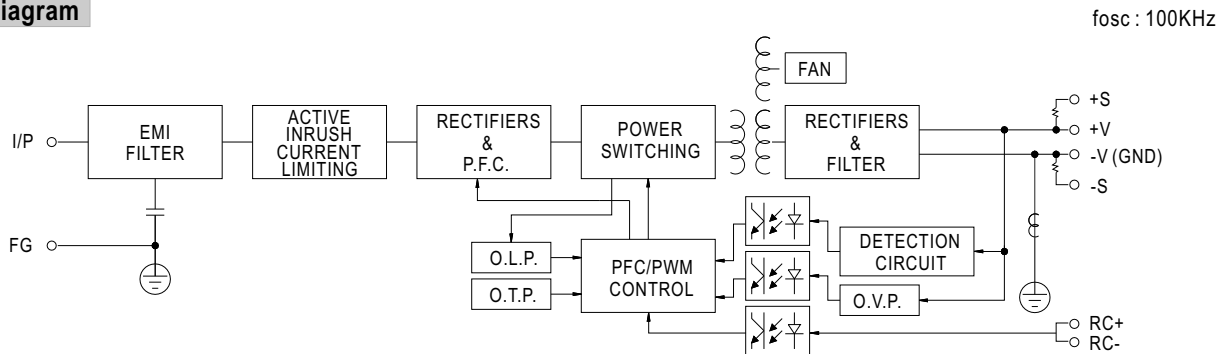 iagram
fosc : 100KHz
FAN
I/P
EMI
FILTER
ACTIVE
INRUSH
CURRENT
LIMITING
RECTIFIERS
&
P.F.C.
POWER
SWITCHING
RECTIFIERS
&
FILTER
+S
+V
-V (GND)
-S
FG
O.L.P.
O.T.P.
PFC/PWM
CONTROL
DETECTION
CIRCUIT
O.V.P.
RC+
RC-